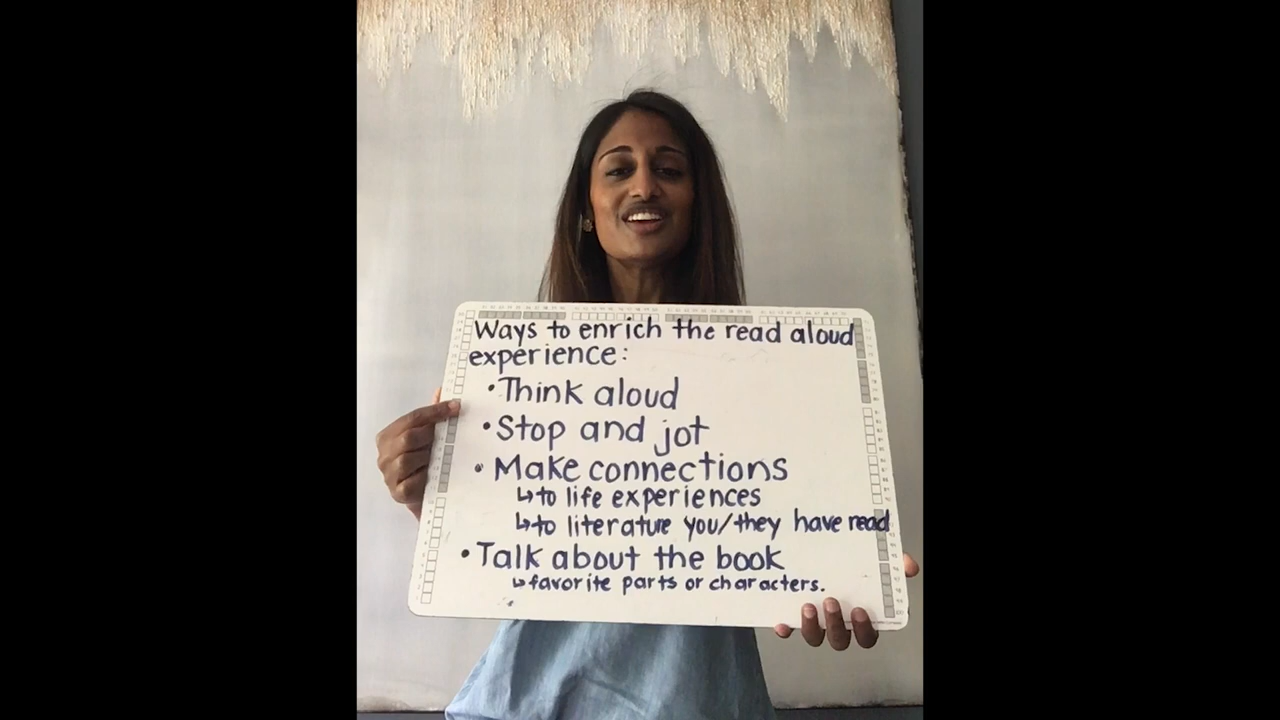 Ways to enrich the read aloud
experience:
• Think aloud
• Stop and jot
• Make connections
↳ to life experiences
↳ to literature you/they have read
• Talk about the book
↳ favorite parts or characters.